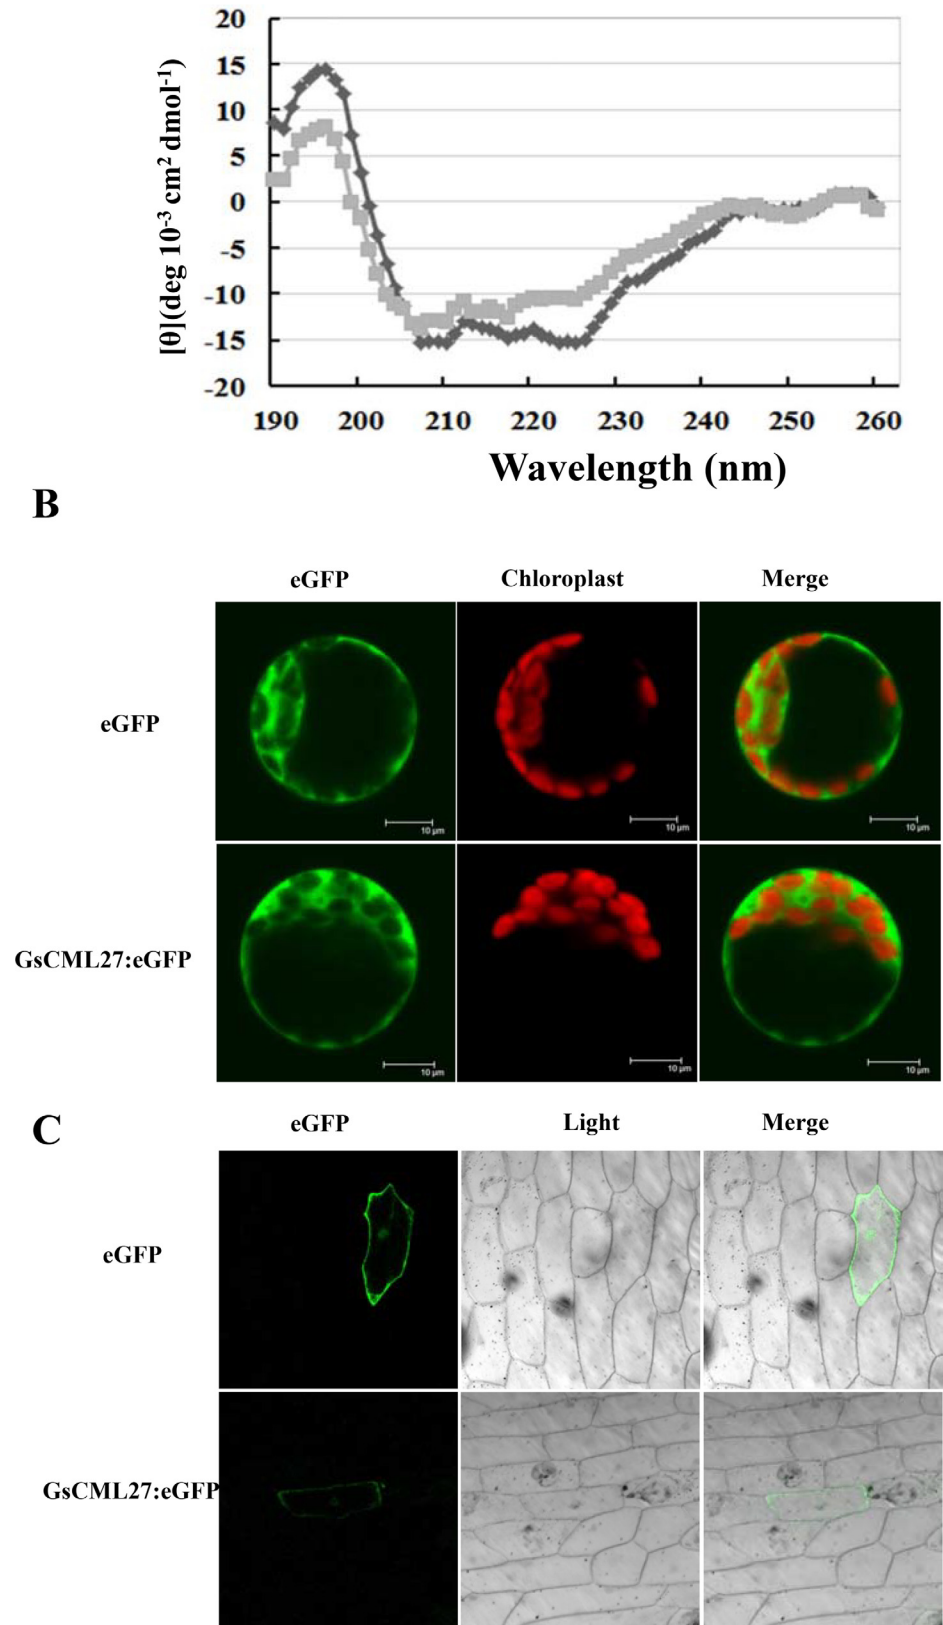 20
15
10
5
0
-5
-10
-15
-20
[θ](deg 10⁻³ cm² dmol⁻¹)
190 200 210 220 230 240 250 260
Wavelength (nm)
B
eGFP Chloroplast Merge
eGFP
10 µm 10 µm 10 µm
GsCML27:eGFP
10 µm 10 µm 10 µm
C
eGFP Light Merge
eGFP
GsCML27:eGFP